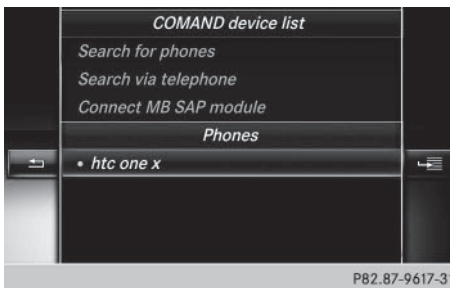 COMAND device list
Search for phones
Search via telephone
Connect MB SAP module
Phones
• htc one x
P82.87-9617-31